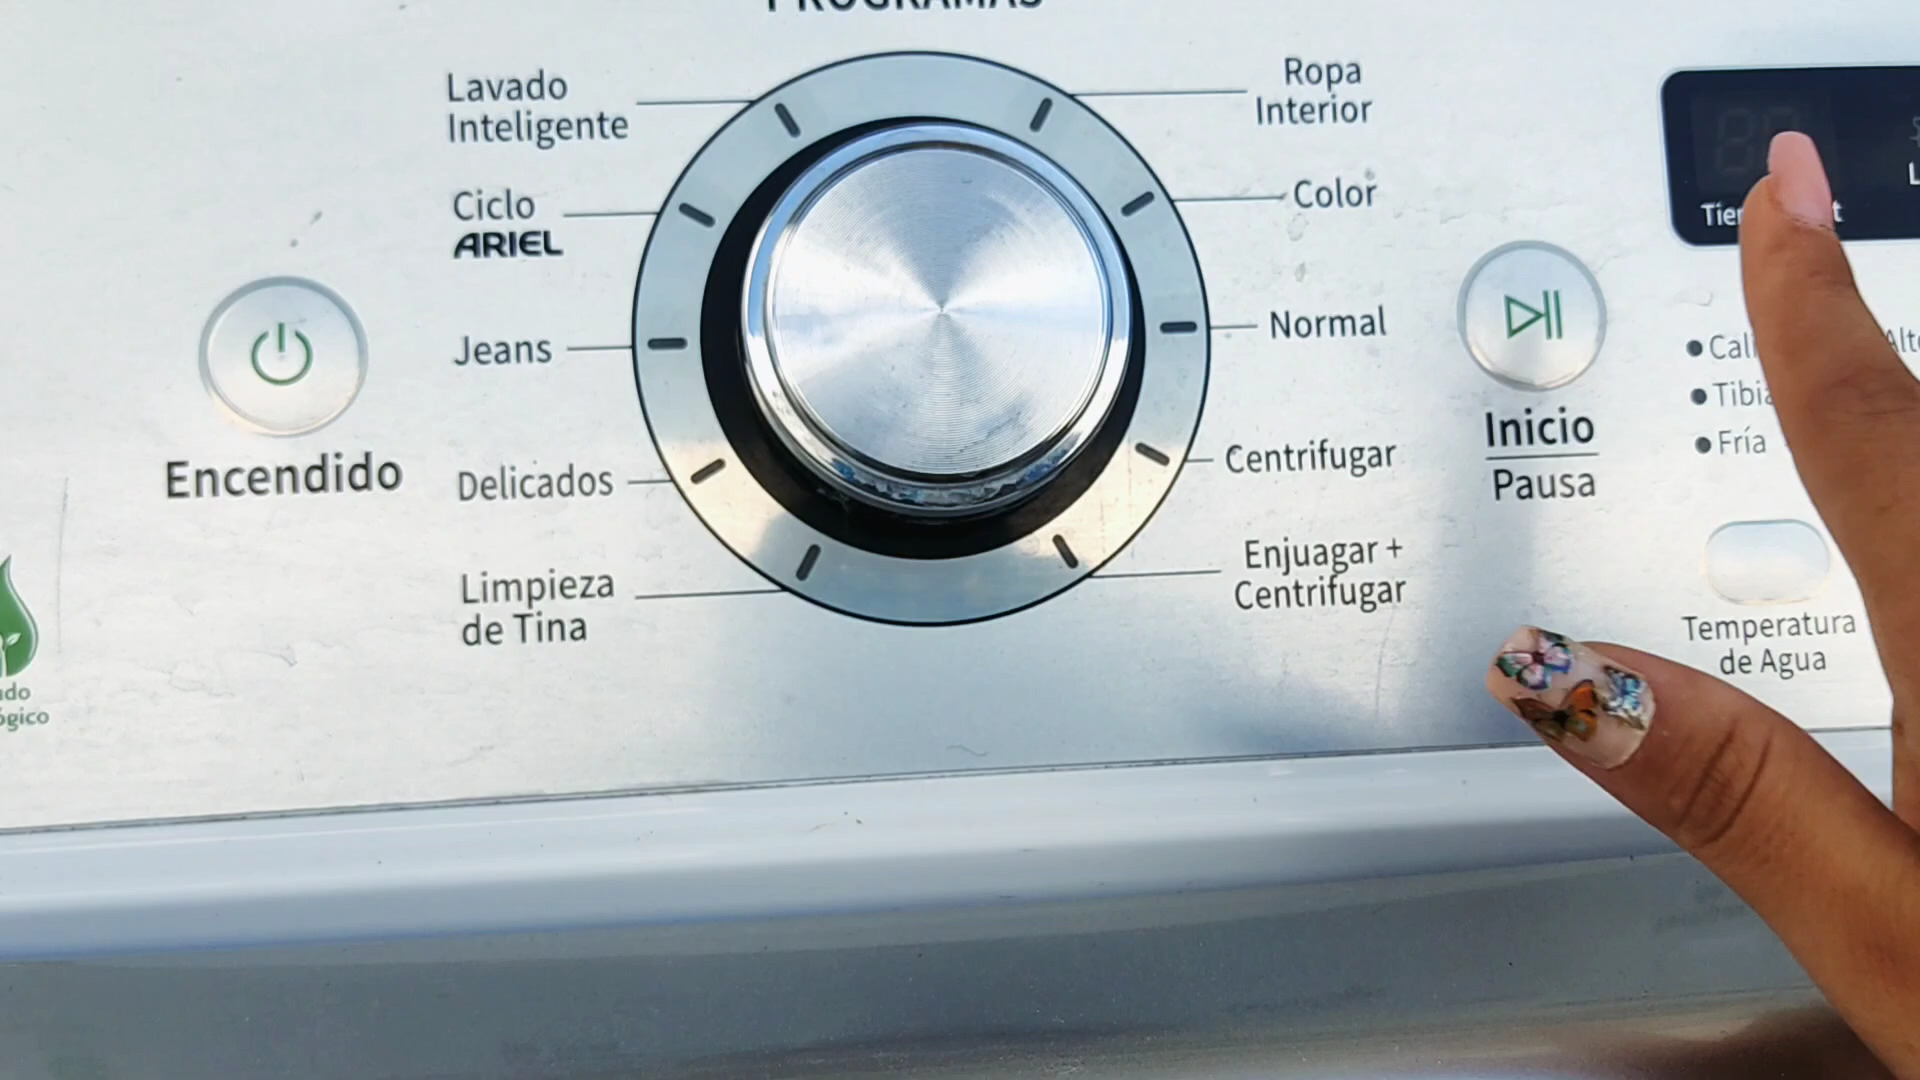 PROGRAMAS
Lavado
Inteligente
Ciclo
ARIEL
Jeans
Delicados
Limpieza
de Tina
Encendido
Ropa
Interior
Color
Normal
Centrifugar
Enjuagar +
Centrifugar
Inicio
Pausa
Fría
Temperatura
de Agua